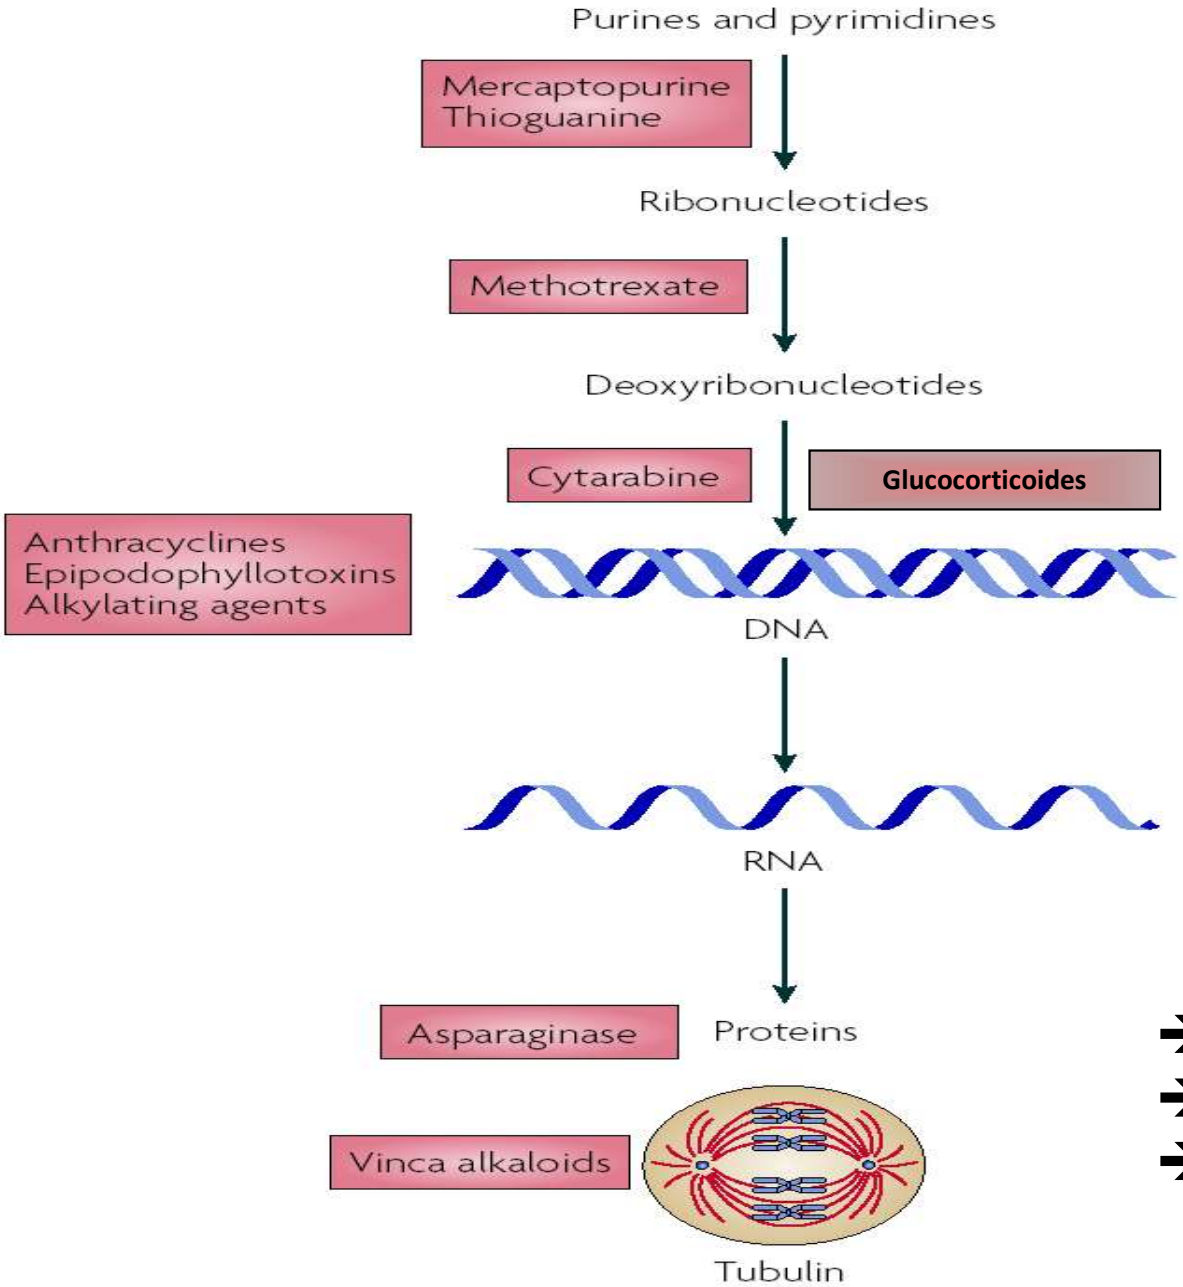 Purines and pyrimidines
Mercaptopurine
Thioguanine
Ribonucleotides
Methotrexate
Deoxyribonucleotides
Cytarabine
Glucocorticoides
Anthracyclines
Epipodophyllotoxins
Alkylating agents
DNA
RNA
Asparaginase
Proteins
Vinca alkaloids
Tubulin